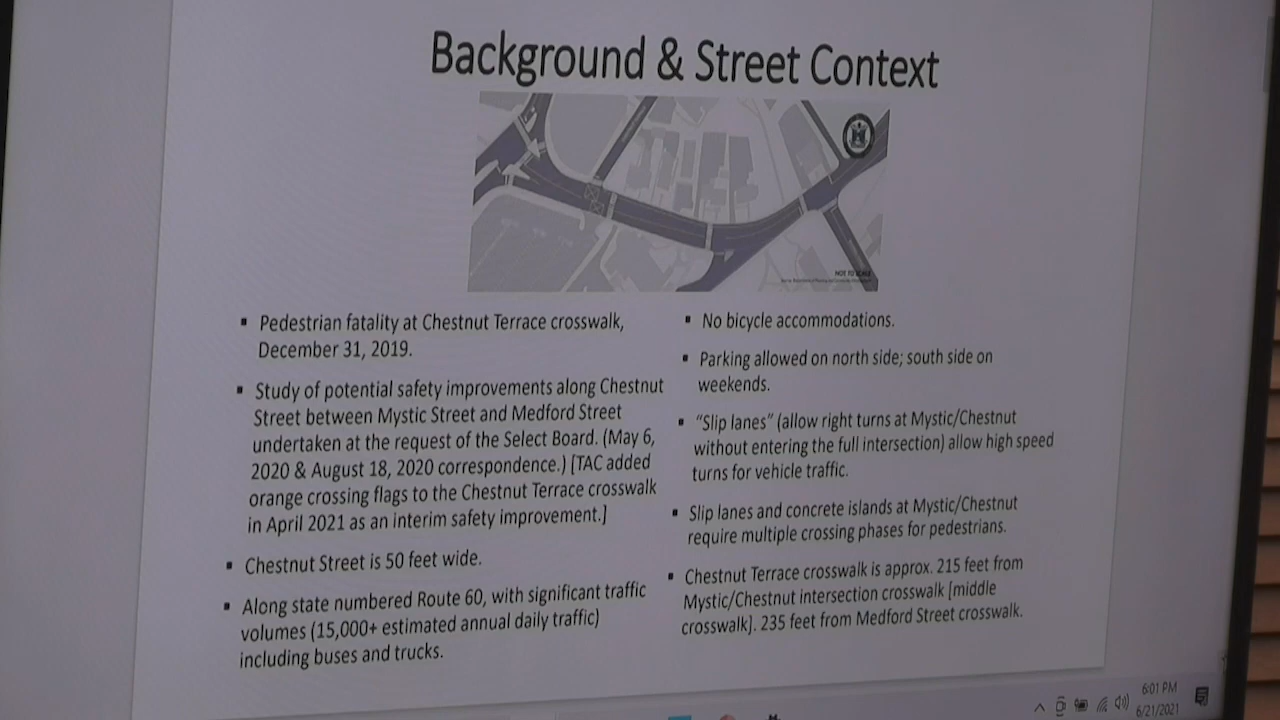 Background & Street Context
NOT TO SCALE
▪ Pedestrian fatality at Chestnut Terrace crosswalk,
December 31, 2019.
▪ Study of potential safety improvements along Chestnut
Street between Mystic Street and Medford Street
undertaken at the request of the Select Board. (May 6,
2020 & August 18, 2020 correspondence.) [TAC added
orange crossing flags to the Chestnut Terrace crosswalk
in April 2021 as an interim safety improvement.]
▪ Chestnut Street is 50 feet wide.
▪ Along state numbered Route 60, with significant traffic
volumes (15,000+ estimated annual daily traffic)
including buses and trucks.
▪ No bicycle accommodations.
▪ Parking allowed on north side; south side on
weekends.
▪ “Slip lanes” (allow right turns at Mystic/Chestnut
without entering the full intersection) allow high speed
turns for vehicle traffic.
▪ Slip lanes and concrete islands at Mystic/Chestnut
require multiple crossing phases for pedestrians.
▪ Chestnut Terrace crosswalk is approx. 215 feet from
Mystic/Chestnut intersection crosswalk [middle
crosswalk]. 235 feet from Medford Street crosswalk.
6:01 PM
6/21/2021